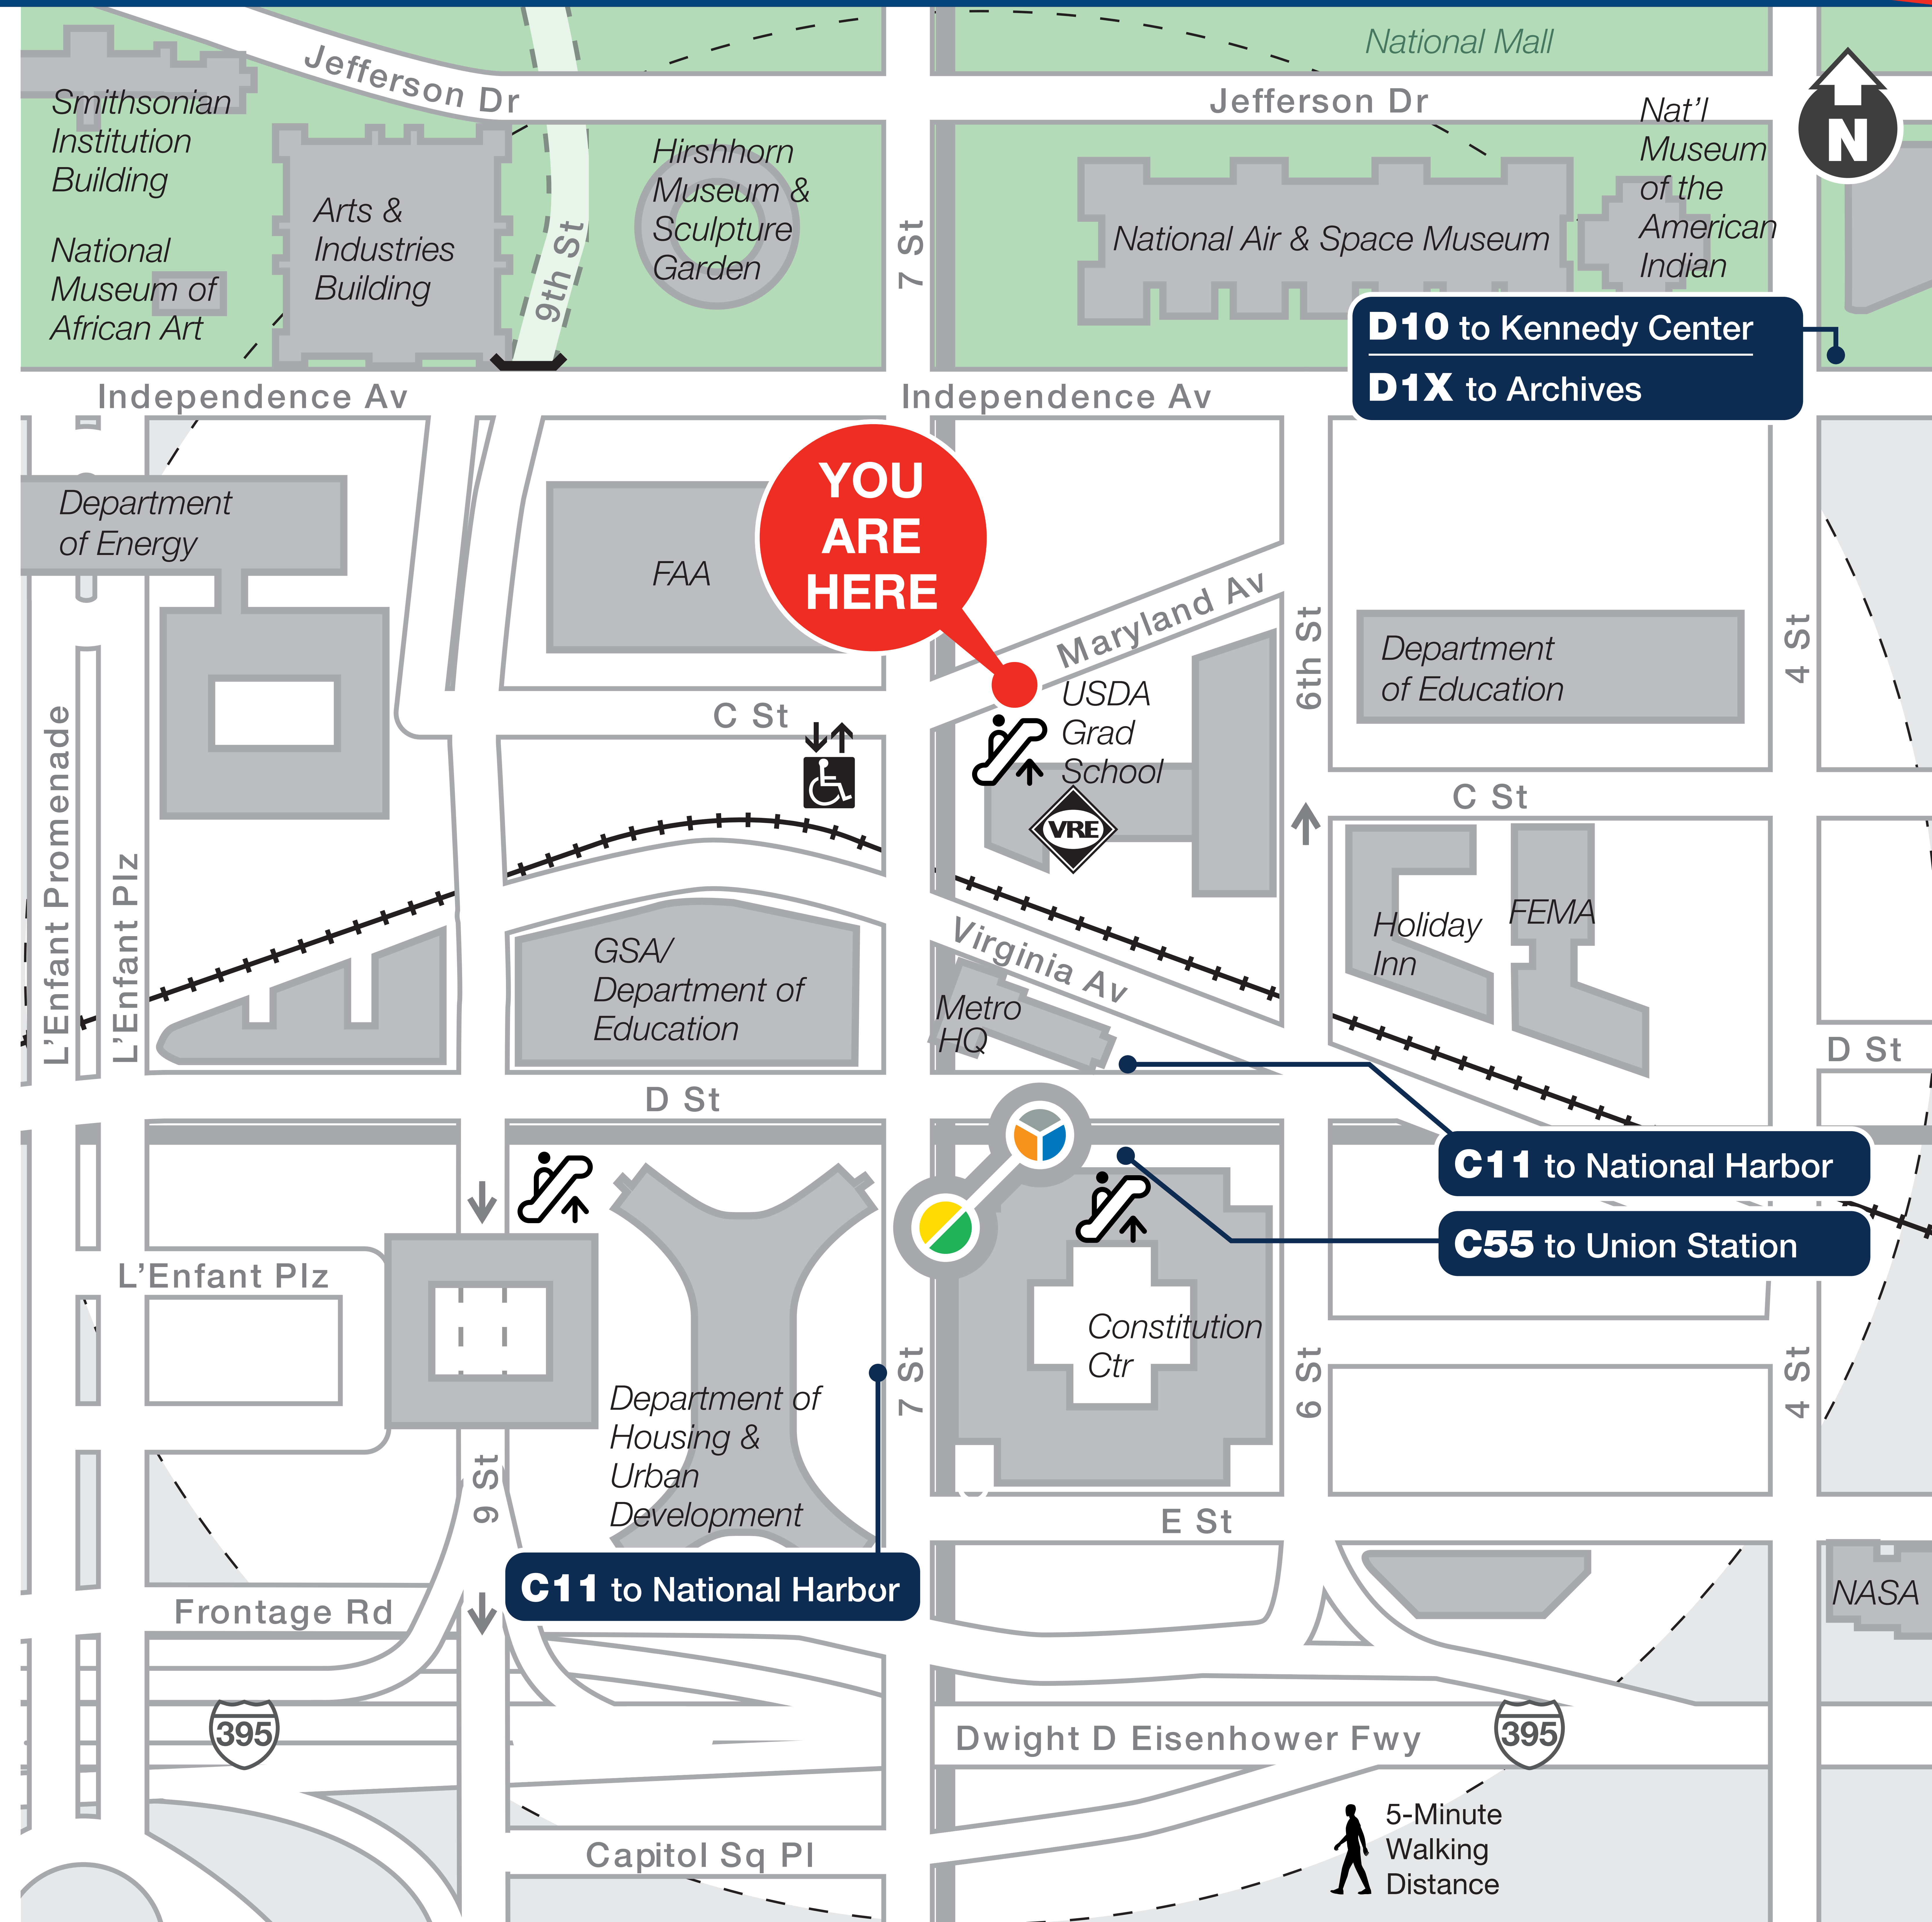 National Mall
Jefferson Dr
Jefferson Dr
N
Smithsonian
Institution
Building
National
Museum of
African Art
Arts &
Industries
Building
9th St
Hirshhorn
Museum &
Sculpture
Garden
7 St
National Air & Space Museum
Nat'l
Museum
of the
American
Indian
D10 to Kennedy Center
D1X to Archives
Independence Av
Independence Av
YOU
ARE
HERE
Department
of Energy
FAA
Maryland Av
6th St
Department
of Education
4 St
C St
USDA
Grad
School
VRE
C St
L'Enfant Promenade
L'Enfant Plz
GSA/
Department of
Education
Virginia Av
Metro
HQ
Holiday
Inn
FEMA
D St
D St
C11 to National Harbor
C55 to Union Station
L'Enfant Plz
Constitution
Ctr
7 St
6 St
4 St
Department of
Housing &
Urban
Development
9 St
E St
C11 to National Harbor
NASA
Frontage Rd
395
Dwight D Eisenhower Fwy
395
5-Minute
Walking
Distance
Capitol Sq Pl